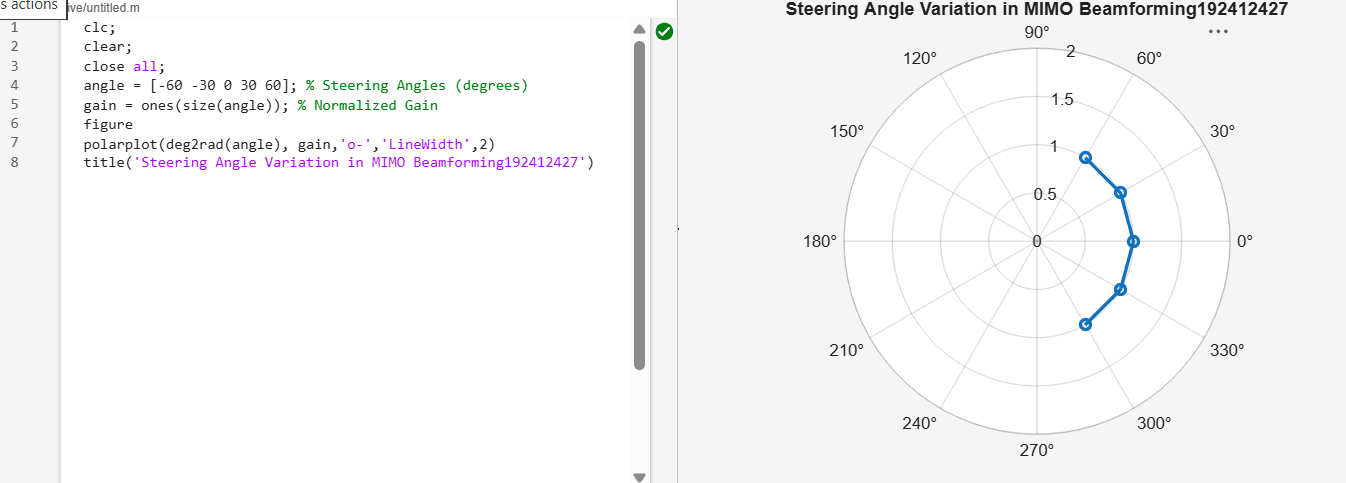 s actions
ive/untitled.m
1 clc;
2 clear;
3 close all;
4 angle = [-60 -30 0 30 60]; % Steering Angles (degrees)
5 gain = ones(size(angle)); % Normalized Gain
6 figure
7 polarplot(deg2rad(angle), gain,'o-','LineWidth',2)
8 title('Steering Angle Variation in MIMO Beamforming192412427')
Steering Angle Variation in MIMO Beamforming192412427
90°
120°
60°
2
1.5
150°
30°
1
0.5
180°
0
0°
210°
330°
240°
300°
270°